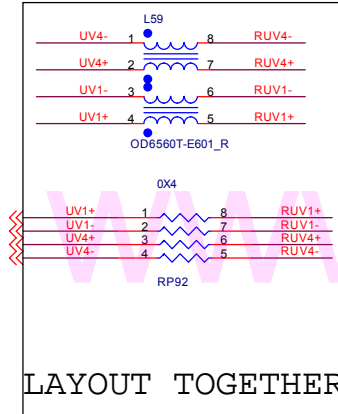 L59
UV4- 1 8 RUV4-
UV4+ 2 7 RUV4+
UV1- 3 6 RUV1-
UV1+ 4 5 RUV1+
OD6560T-E601_R
0X4
UV1+ 1 8 RUV1+
UV1- 2 7 RUV1-
UV4+ 3 6 RUV4+
UV4- 4 5 RUV4-
RP92
LAYOUT TOGETHER